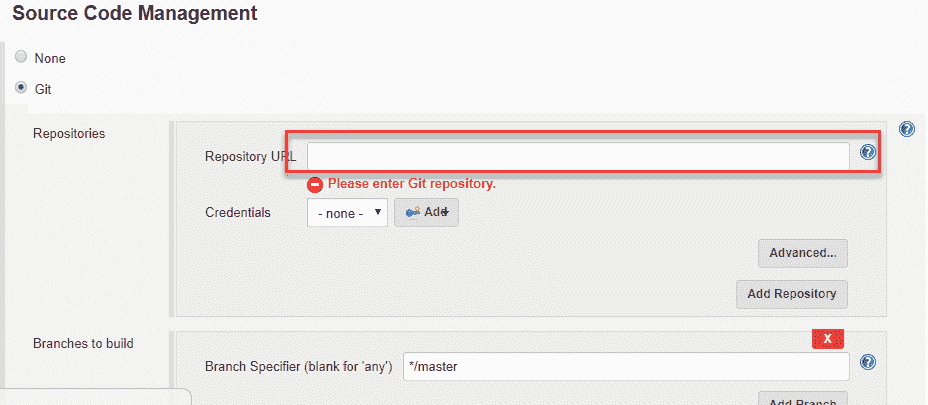 Source Code Management
None
Git
Repositories
Repository URL
Please enter Git repository.
Credentials
- none -
Add
Advanced...
Add Repository
Branches to build
X
Branch Specifier (blank for 'any')
*/master
Add Branch